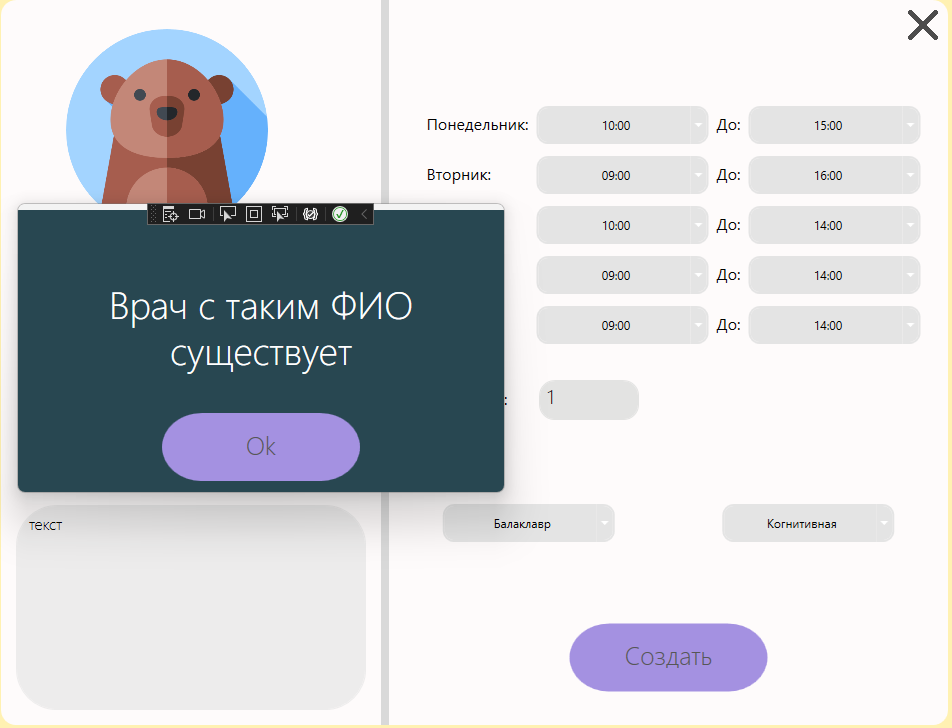 Понедельник: 10:00 До: 15:00
Вторник: 09:00 До: 16:00
10:00 До: 14:00
09:00 До: 14:00
09:00 До: 14:00
: 1
Врач с таким ФИО
существует
Ok
текст
Балаклавр Когнитивная
Создать